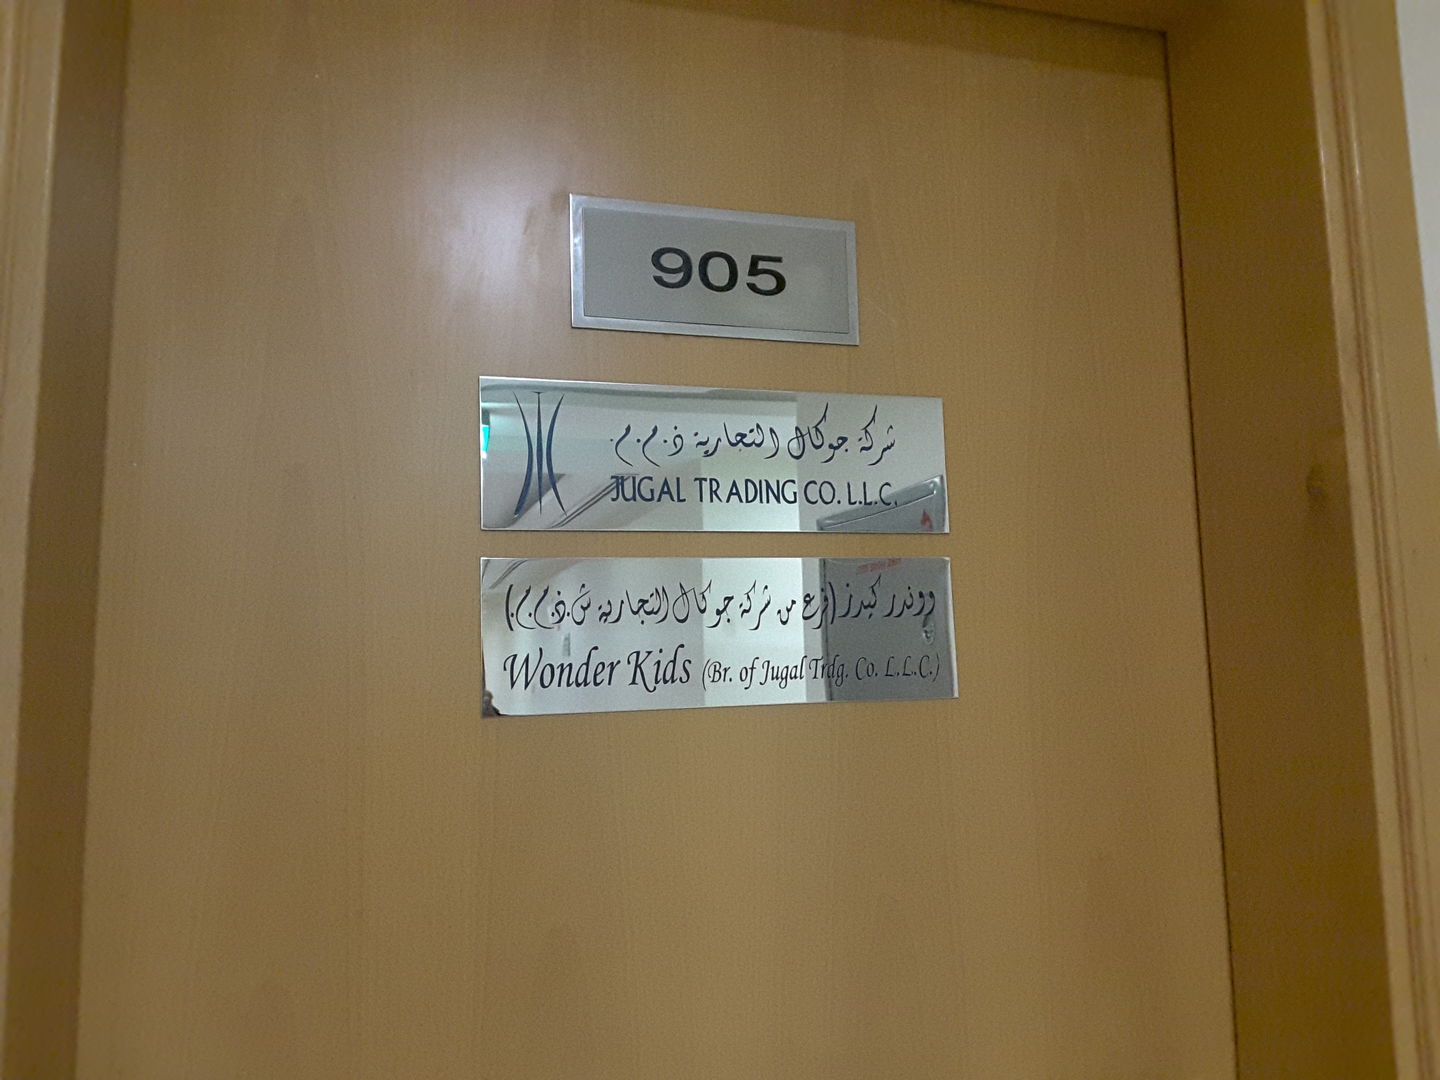 905
شركة جوكال التجارية ذ.م.م.
JUGAL TRADING CO. L.L.C.
ووندر كيدز (فرع من شركة جوكال التجارية ش.ذ.م.م.)
Wonder Kids (Br. of Jugal Trdg. Co. L.L.C.)